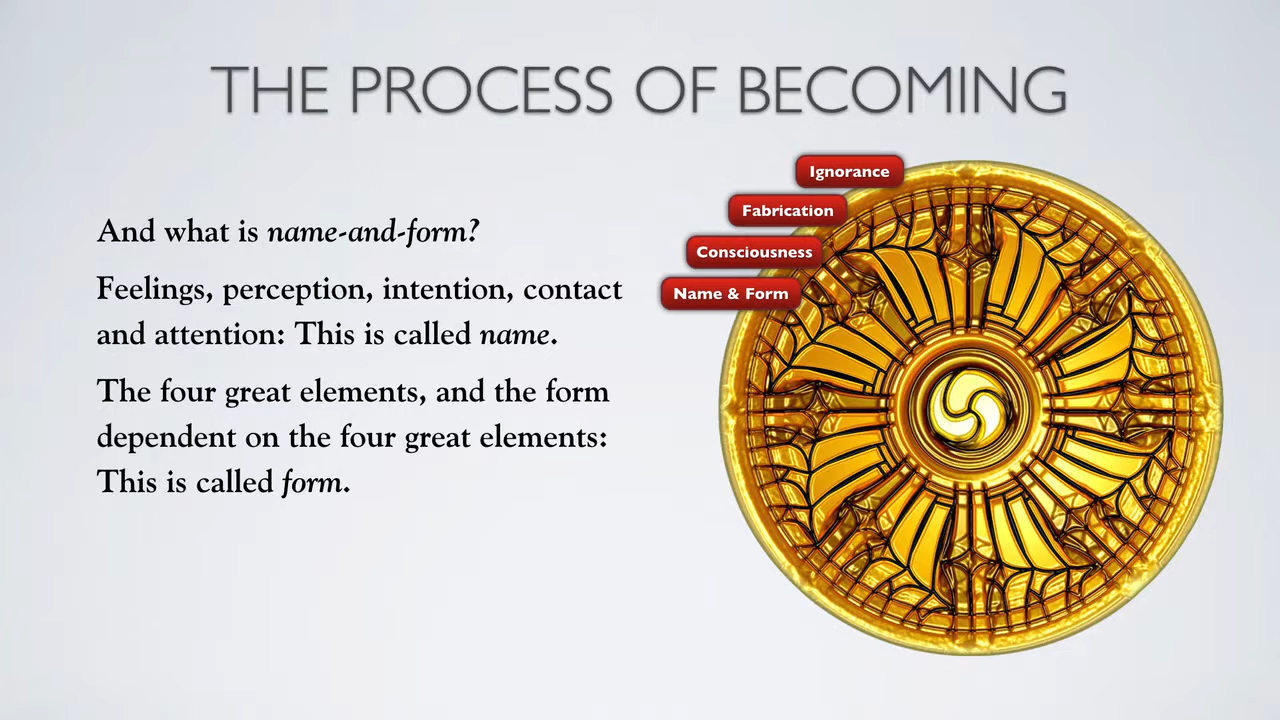 THE PROCESS OF BECOMING
And what is name-and-form?
Feelings, perception, intention, contact
and attention: This is called name.
The four great elements, and the form
dependent on the four great elements:
This is called form.
Ignorance
Fabrication
Consciousness
Name & Form